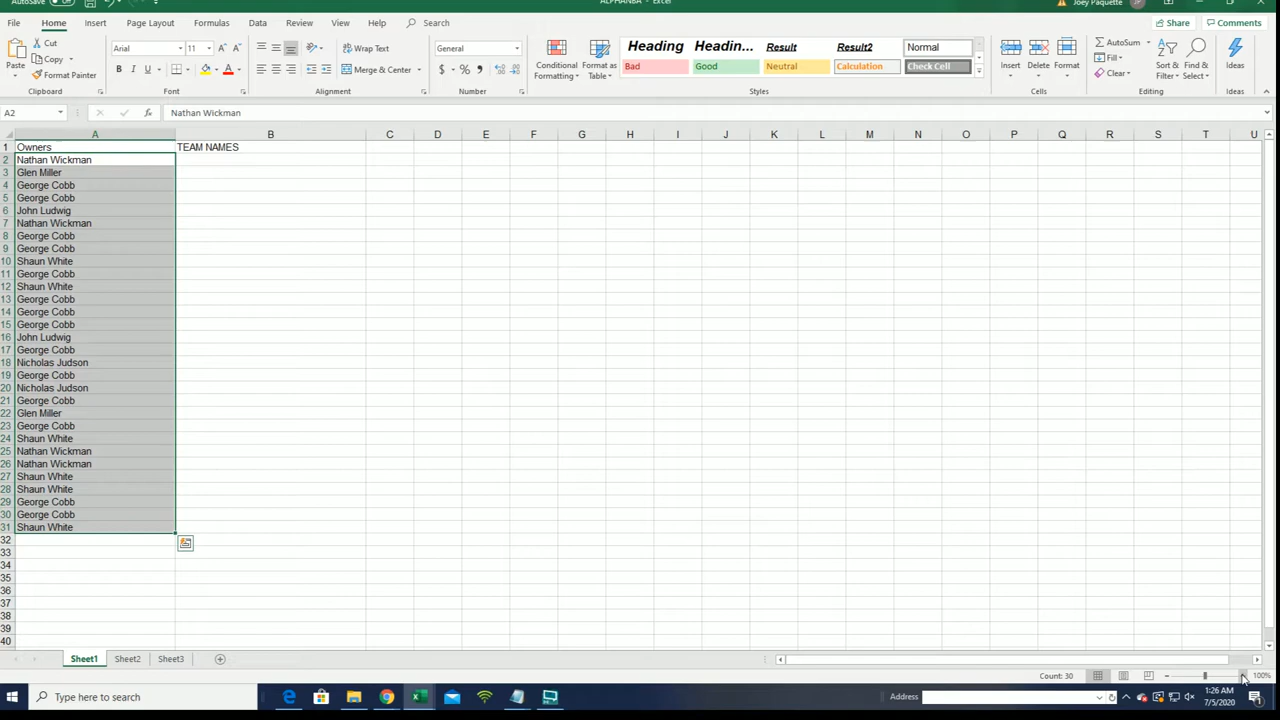 AutoSave Off ALPHANBA - Excel Joey Paquette JP
File Home Insert Page Layout Formulas Data Review View Help Search Share Comments
Paste Cut Copy Format Painter Clipboard
Arial 11 A A B I U A Font
Wrap Text Merge & Center Alignment
General $ % , Number
Conditional Formatting Format as Table
Heading Headin... Result Result2 Normal
Bad Good Neutral Calculation Check Cell
Styles
Insert Delete Format Cells
AutoSum Fill Clear Sort & Filter Find & Select Editing
Ideas Ideas
A2 fx Nathan Wickman
A B C D E F G H I J K L M N O P Q R S T U
1 Owners TEAM NAMES
2 Nathan Wickman
3 Glen Miller
4 George Cobb
5 George Cobb
6 John Ludwig
7 Nathan Wickman
8 George Cobb
9 George Cobb
10 Shaun White
11 George Cobb
12 Shaun White
13 George Cobb
14 George Cobb
15 George Cobb
16 John Ludwig
17 George Cobb
18 Nicholas Judson
19 George Cobb
20 Nicholas Judson
21 George Cobb
22 Glen Miller
23 George Cobb
24 Shaun White
25 Nathan Wickman
26 Nathan Wickman
27 Shaun White
28 Shaun White
29 George Cobb
30 George Cobb
31 Shaun White
32
33
34
35
36
37
38
39
40
Sheet1 Sheet2 Sheet3
Count: 30 100%
Type here to search Address 1:26 AM
7/5/2020 1